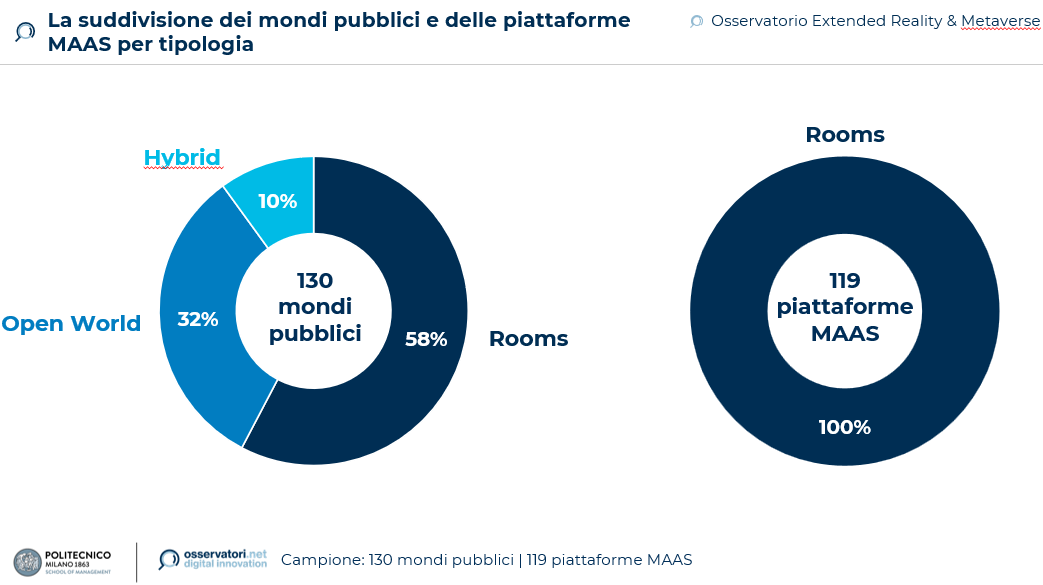 La suddivisione dei mondi pubblici e delle piattaforme
MAAS per tipologia
Osservatorio Extended Reality & Metaverse
Hybrid
10%
Open World
32%
130
mondi
pubblici
58%
Rooms
Rooms
119
piattaforme
MAAS
100%
POLITECNICO
MILANO 1863
SCHOOL OF MANAGEMENT
osservatori.net
digital innovation
Campione: 130 mondi pubblici | 119 piattaforme MAAS